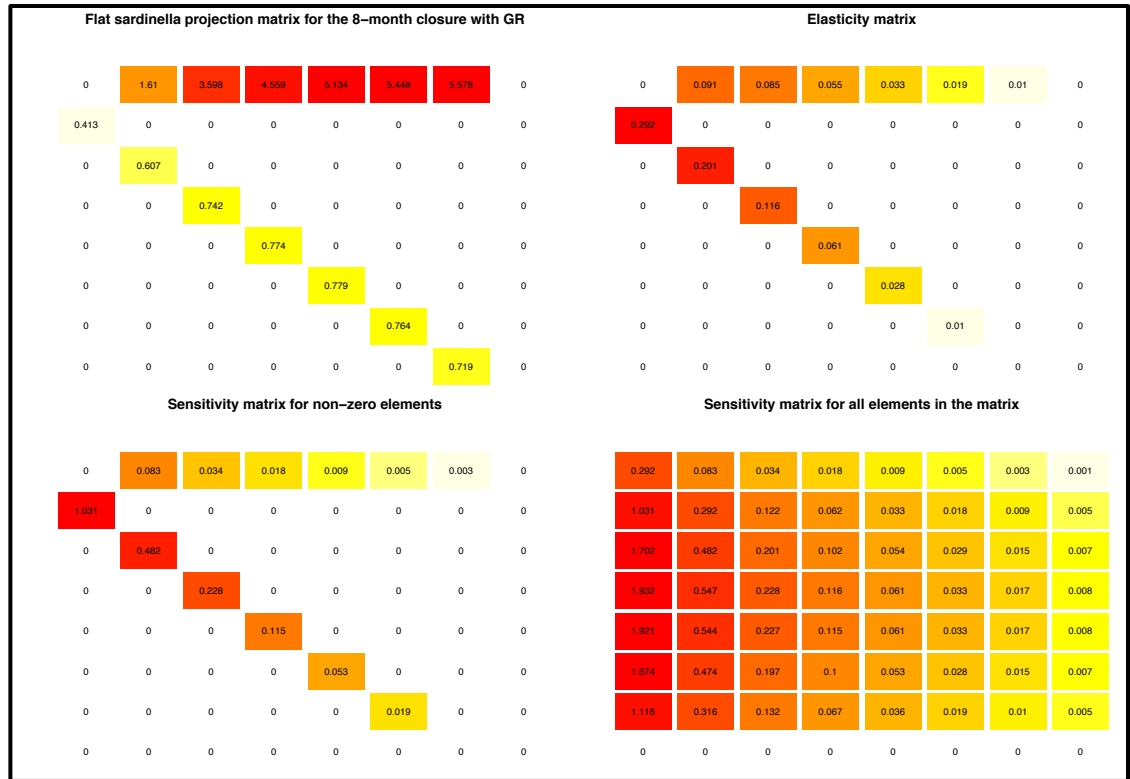 Flat sardinella projection matrix for the 8−month closure with GR
0 1.61 3.598 4.559 5.134 5.448 5.578 0
0.413 0 0 0 0 0 0 0
0 0.607 0 0 0 0 0 0
0 0 0.742 0 0 0 0 0
0 0 0 0.774 0 0 0 0
0 0 0 0 0.779 0 0 0
0 0 0 0 0 0.764 0 0
0 0 0 0 0 0 0.719 0
Elasticity matrix
0 0.091 0.085 0.055 0.033 0.019 0.01 0
0.292 0 0 0 0 0 0 0
0 0.201 0 0 0 0 0 0
0 0 0.116 0 0 0 0 0
0 0 0 0.061 0 0 0 0
0 0 0 0 0.028 0 0 0
0 0 0 0 0 0.01 0 0
0 0 0 0 0 0 0 0
Sensitivity matrix for non−zero elements
0 0.083 0.034 0.018 0.009 0.005 0.003 0
1.031 0 0 0 0 0 0 0
0 0.482 0 0 0 0 0 0
0 0 0.228 0 0 0 0 0
0 0 0 0.115 0 0 0 0
0 0 0 0 0.053 0 0 0
0 0 0 0 0 0.019 0 0
0 0 0 0 0 0 0 0
Sensitivity matrix for all elements in the matrix
0.292 0.083 0.034 0.018 0.009 0.005 0.003 0.001
1.031 0.292 0.122 0.062 0.033 0.018 0.009 0.005
1.702 0.482 0.201 0.102 0.054 0.029 0.015 0.007
1.932 0.547 0.228 0.116 0.061 0.033 0.017 0.008
1.921 0.544 0.227 0.115 0.061 0.033 0.017 0.008
1.674 0.474 0.197 0.1 0.053 0.028 0.015 0.007
1.116 0.316 0.132 0.067 0.036 0.019 0.01 0.005
0 0 0 0 0 0 0 0